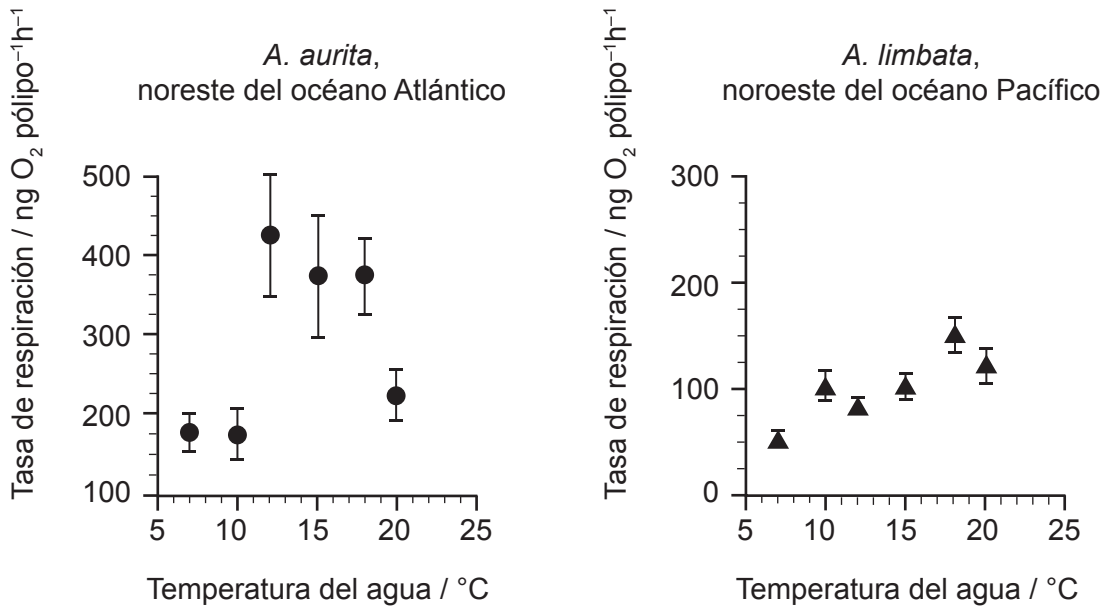 A. aurita,
noreste del océano Atlántico
Tasa de respiración / ng O₂ pólipo⁻¹h⁻¹
500
400
300
200
100
5 10 15 20 25
Temperatura del agua / °C
A. limbata,
noroeste del océano Pacífico
Tasa de respiración / ng O₂ pólipo⁻¹h⁻¹
300
200
100
0
5 10 15 20 25
Temperatura del agua / °C